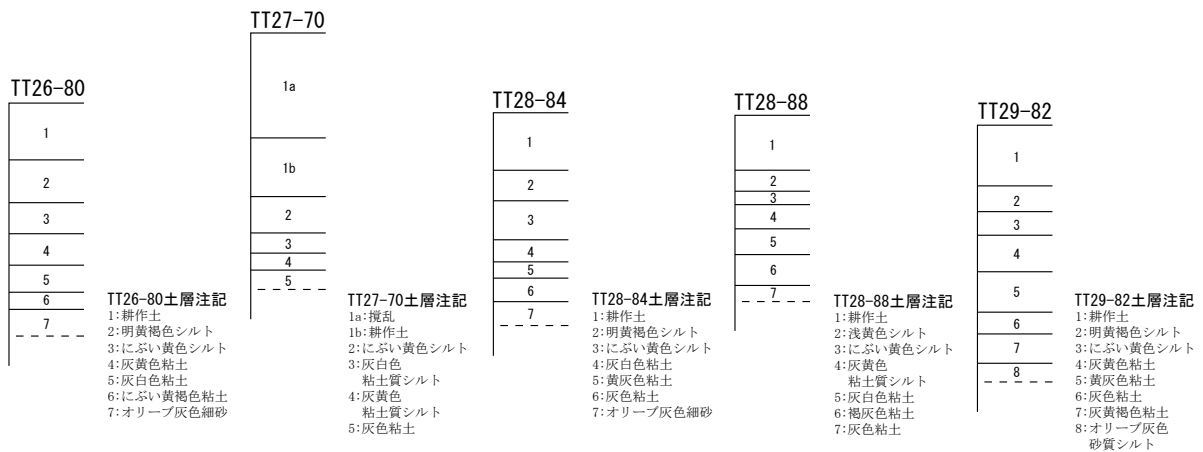 TT26-80
1
2
3
4
5
6
7
TT26-80土層注記
1:耕作土
2:明黄褐色シルト
3:にぶい黄色シルト
4:灰黄色粘土
5:灰白色粘土
6:にぶい黄褐色粘土
7:オリーブ灰色細砂
TT27-70
1a
1b
2
3
4
5
TT27-70土層注記
1a:撹乱
1b:耕作土
2:にぶい黄色シルト
3:灰白色
粘土質シルト
4:灰黄色
粘土質シルト
5:灰色粘土
TT28-84
1
2
3
4
5
6
7
TT28-84土層注記
1:耕作土
2:明黄褐色シルト
3:にぶい黄色シルト
4:灰白色粘土
5:黄灰色粘土
6:灰色粘土
7:オリーブ灰色細砂
TT28-88
1
2
3
4
5
6
7
TT28-88土層注記
1:耕作土
2:浅黄色シルト
3:にぶい黄色シルト
4:灰黄色
粘土質シルト
5:灰白色粘土
6:褐灰色粘土
7:灰色粘土
TT29-82
1
2
3
4
5
6
7
8
TT29-82土層注記
1:耕作土
2:明黄褐色シルト
3:にぶい黄色シルト
4:灰黄色粘土
5:黄灰色粘土
6:灰色粘土
7:灰黄褐色粘土
8:オリーブ灰色
砂質シルト